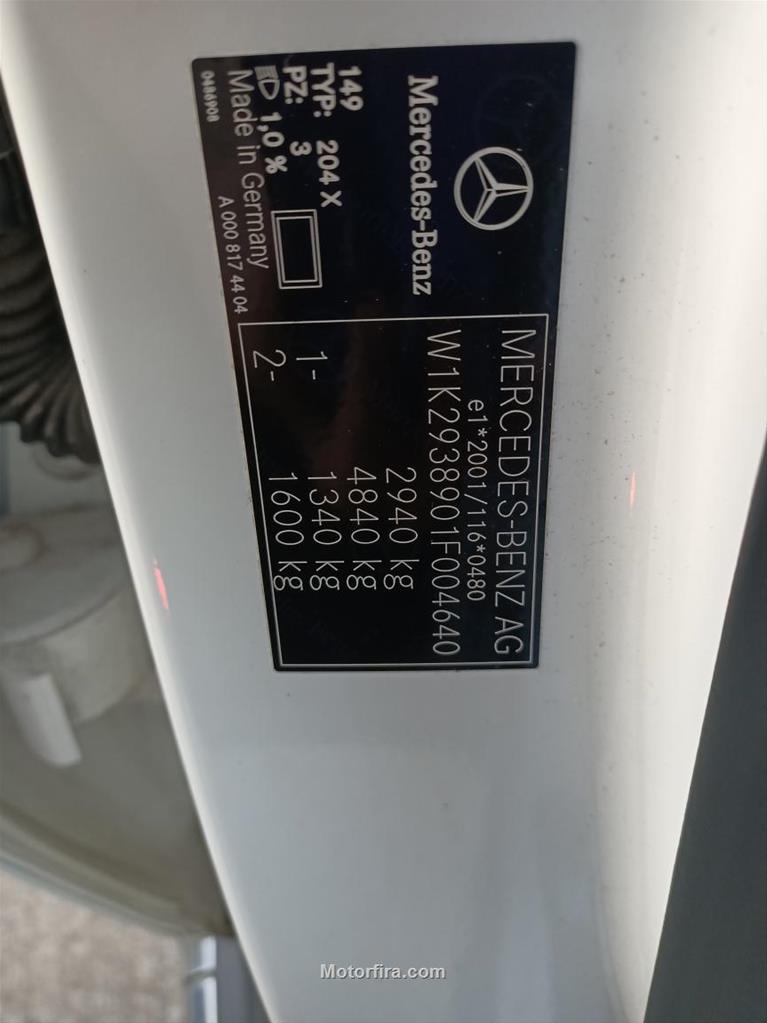 Mercedes-Benz
149
TYP: 204 X
PZ: 3
1,0 %
Made in Germany
0486908
A 000 817 44 04
MERCEDES-BENZ AG
e1*2001/116*0480
W1K2938901F004640
2940 kg
4840 kg
1- 1340 kg
2- 1600 kg
Motorfira.com